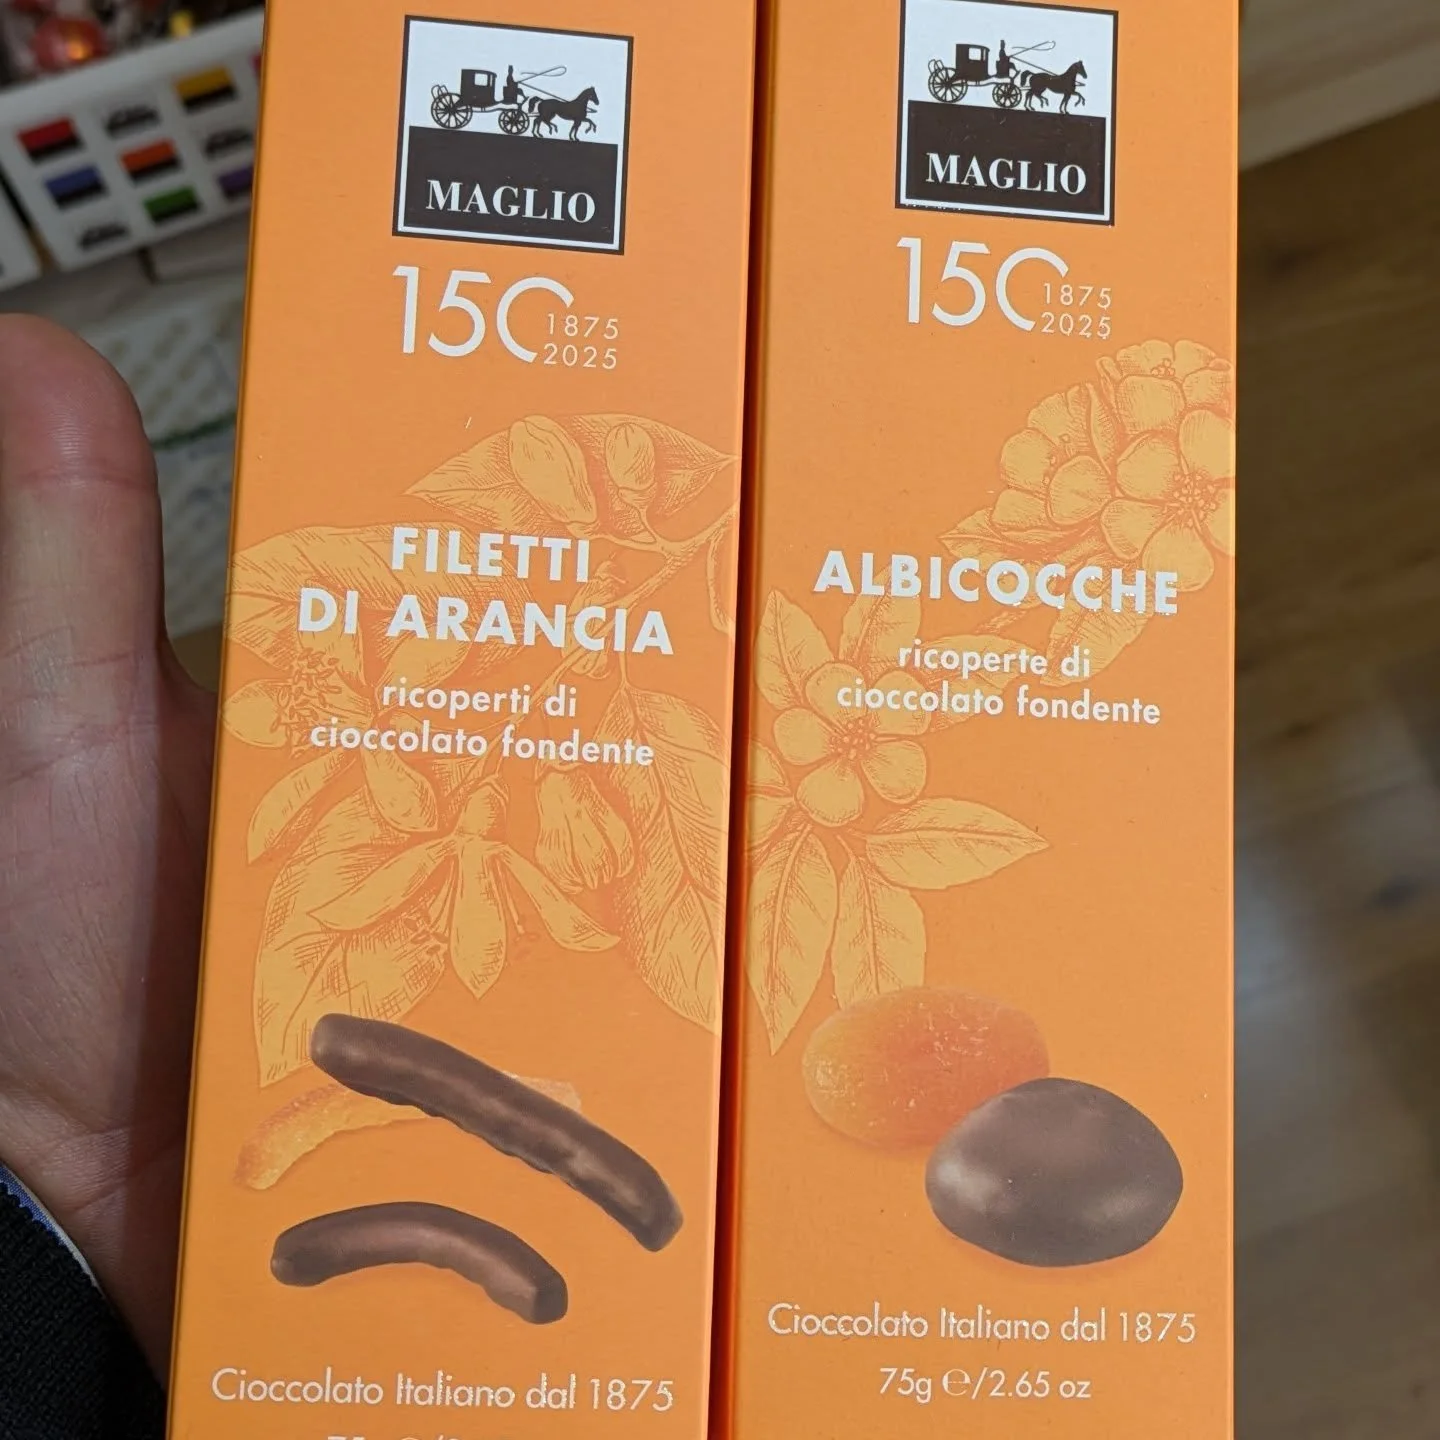 MAGLIO
150
1875
2025
FILETTI
DI ARANCIA
ricoperti di
cioccolato fondente
Cioccolato Italiano dal 1875
MAGLIO
150
1875
2025
ALBICOCCHE
ricoperte di
cioccolato fondente
Cioccolato Italiano dal 1875
75g ℮/2.65 oz